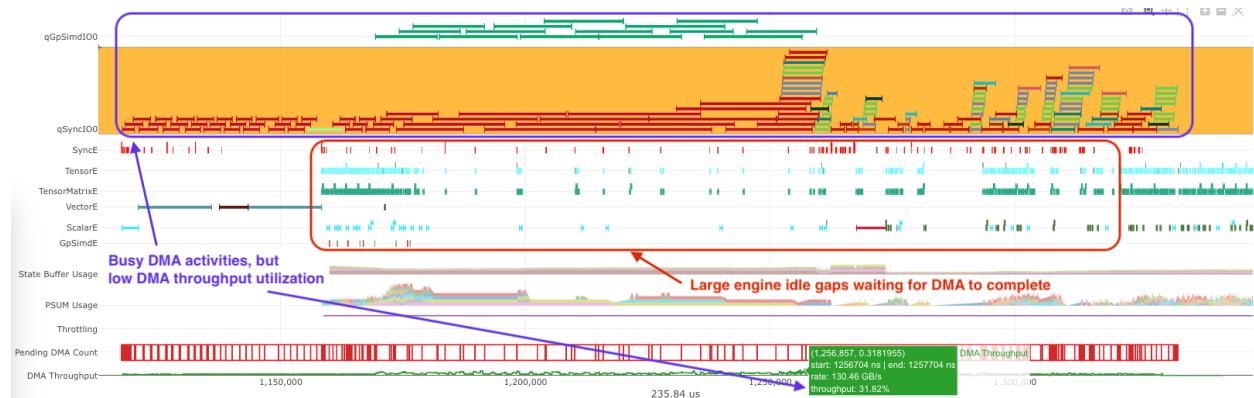 qGpSimdIO0
qSyncIO0
SyncE
TensorE
TensorMatrixE
VectorE
ScalarE
GpSimdE
Busy DMA activities, but
low DMA throughput utilization
State Buffer Usage
Large engine idle gaps waiting for DMA to complete
PSUM Usage
Throttling
Pending DMA Count
(1,256,857, 0.3181955)
DMA Throughput
start: 1256704 ns | end: 1257704 ns
rate: 130.46 GB/s
throughput: 31.82%
DMA Throughput
1,150,000
1,200,000
1,250,000
1,300,000
235.84 us